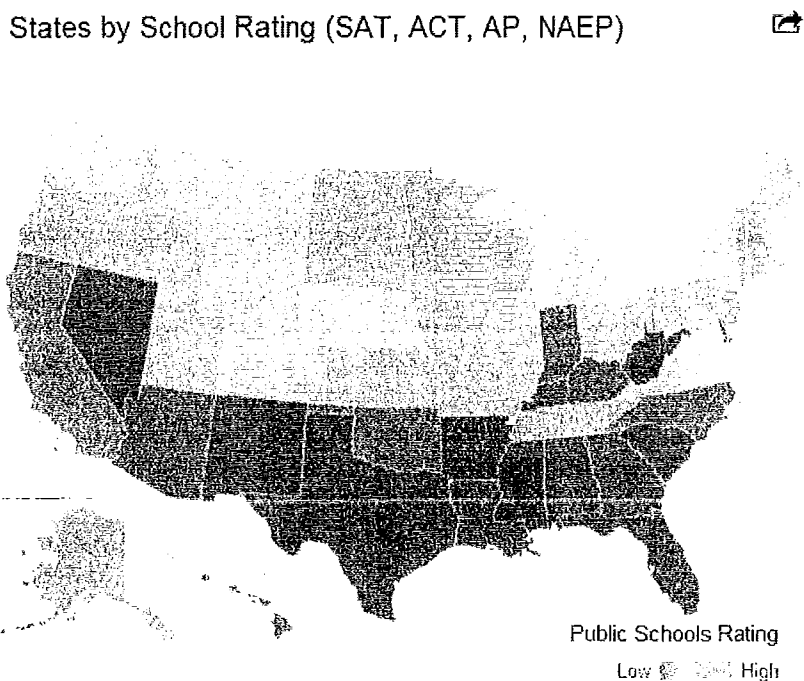 States by School Rating (SAT, ACT, AP, NAEP)
Public Schools Rating
Low High